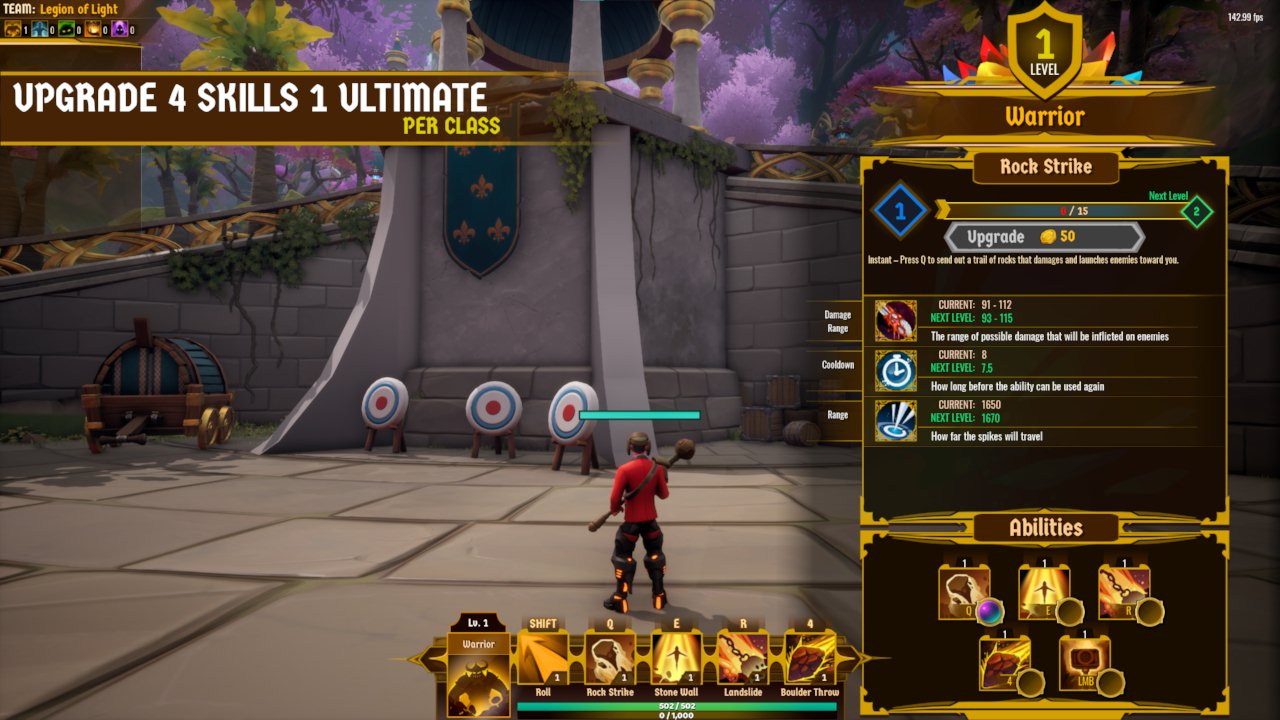 TEAM: Legion of Light
1 0 0 0 0
142.99 fps
UPGRADE 4 SKILLS 1 ULTIMATE
PER CLASS
1
LEVEL
Warrior
Rock Strike
Next Level
1
0 / 15
2
Upgrade 50
Instant – Press Q to send out a trail of rocks that damages and launches enemies toward you.
Damage
Range
CURRENT: 91 - 112
NEXT LEVEL: 93 - 115
The range of possible damage that will be inflicted on enemies
Cooldown
CURRENT: 8
NEXT LEVEL: 7.5
How long before the ability can be used again
Range
CURRENT: 1650
NEXT LEVEL: 1670
How far the spikes will travel
Abilities
1 1 1
Q E R
1 1
4 LMB
Lv. 1 SHIFT Q E R 4
Warrior
1 1 1 1 1
Roll Rock Strike Stone Wall Landslide Boulder Throw
502 / 502
0 / 1,000